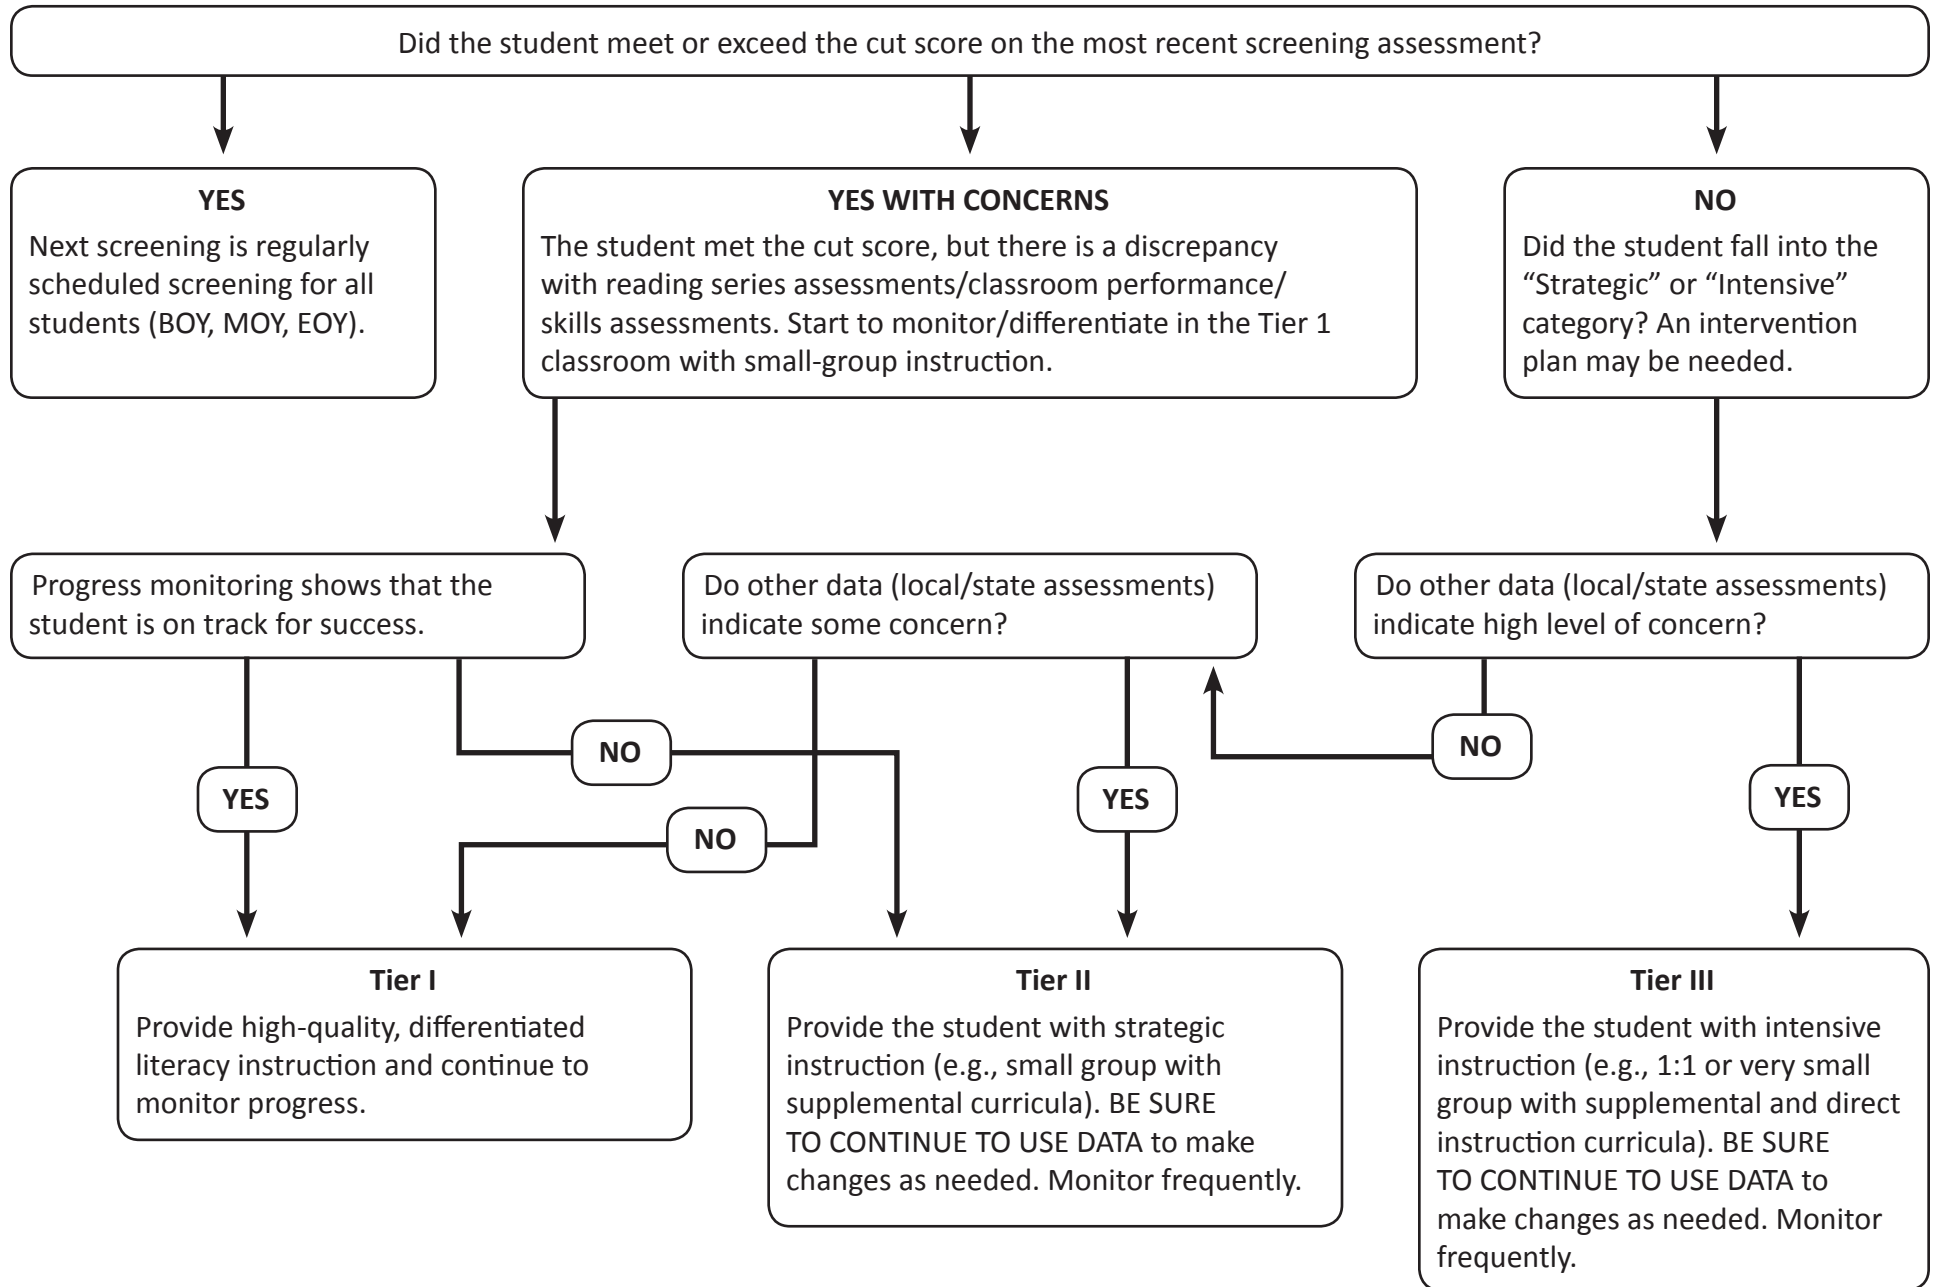 Did the student meet or exceed the cut score on the most recent screening assessment?
YES
Next screening is regularly
scheduled screening for all
students (BOY, MOY, EOY).
YES WITH CONCERNS
The student met the cut score, but there is a discrepancy
with reading series assessments/classroom performance/
skills assessments. Start to monitor/differentiate in the Tier 1
classroom with small-group instruction.
NO
Did the student fall into the
“Strategic” or “Intensive”
category? An intervention
plan may be needed.
Progress monitoring shows that the
student is on track for success.
Do other data (local/state assessments)
indicate some concern?
Do other data (local/state assessments)
indicate high level of concern?
NO
NO
YES
YES
YES
NO
Tier I
Provide high-quality, differentiated
literacy instruction and continue to
monitor progress.
Tier II
Provide the student with strategic
instruction (e.g., small group with
supplemental curricula). BE SURE
TO CONTINUE TO USE DATA to make
changes as needed. Monitor frequently.
Tier III
Provide the student with intensive
instruction (e.g., 1:1 or very small
group with supplemental and direct
instruction curricula). BE SURE
TO CONTINUE TO USE DATA to
make changes as needed. Monitor
frequently.